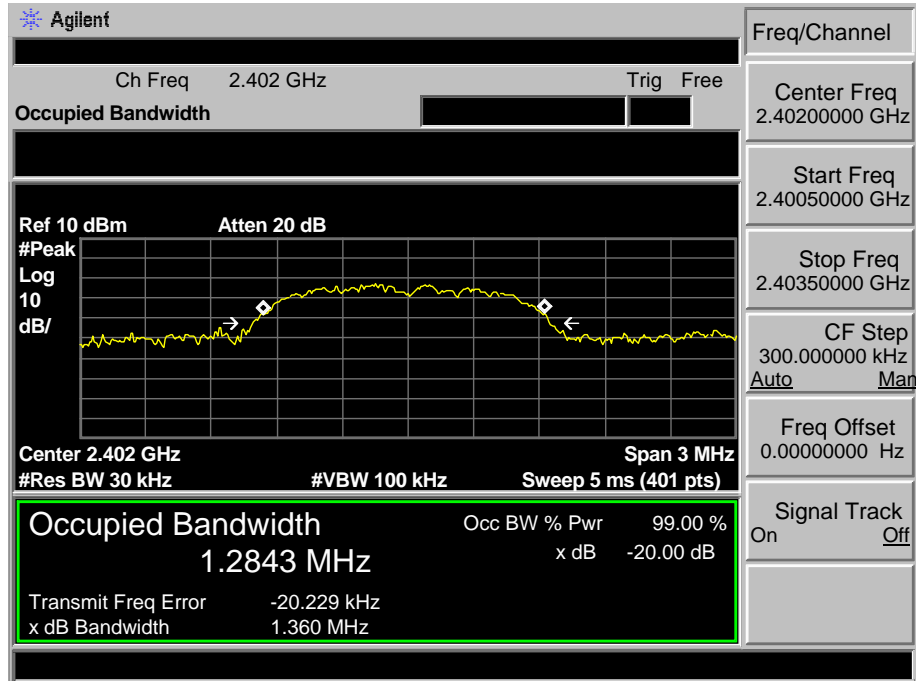 Agilent
Freq/Channel
Ch Freq 2.402 GHz Trig Free
Occupied Bandwidth
Center Freq
2.40200000 GHz
Start Freq
2.40050000 GHz
Ref 10 dBm Atten 20 dB
#Peak
Log
10
dB/
Stop Freq
2.40350000 GHz
CF Step
300.000000 kHz
Auto Man
Freq Offset
0.00000000 Hz
Center 2.402 GHz Span 3 MHz
#Res BW 30 kHz #VBW 100 kHz Sweep 5 ms (401 pts)
Signal Track
On Off
Occupied Bandwidth
1.2843 MHz
Occ BW % Pwr 99.00 %
x dB -20.00 dB
Transmit Freq Error -20.229 kHz
x dB Bandwidth 1.360 MHz